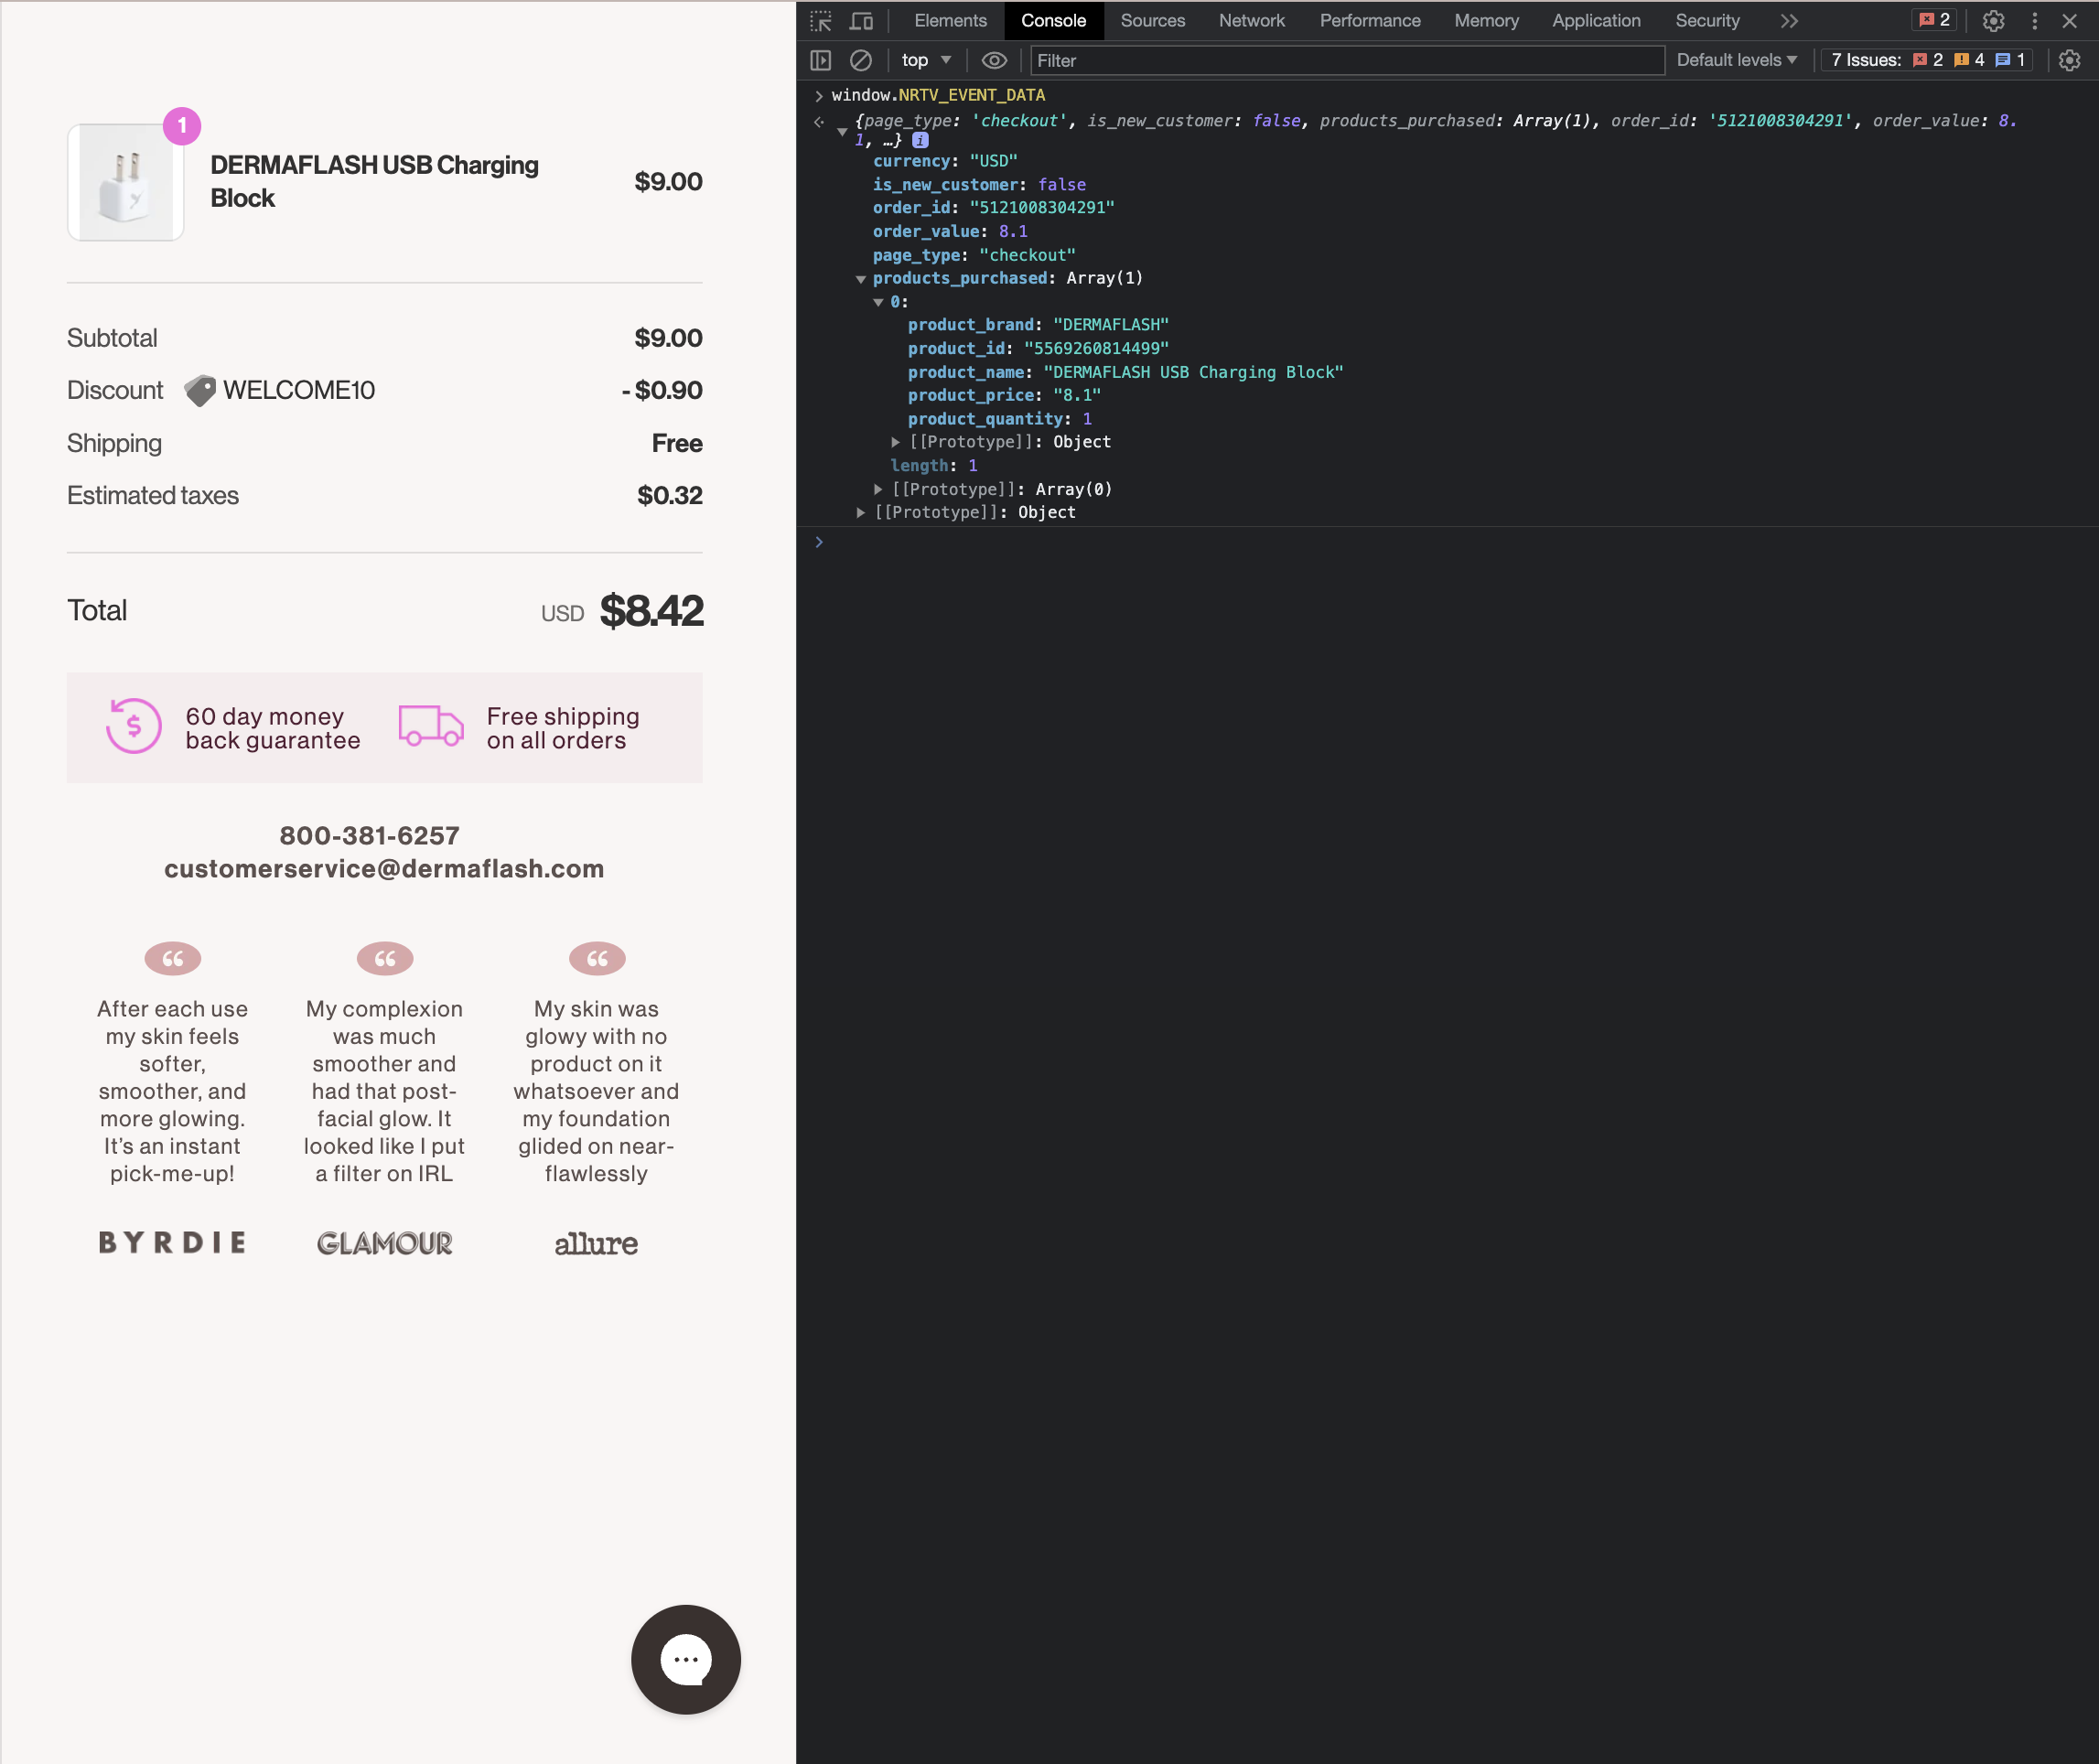 1
DERMAFLASH USB Charging
Block
$9.00
Subtotal $9.00
Discount WELCOME10 - $0.90
Shipping Free
Estimated taxes $0.32
Total USD $8.42
60 day money
back guarantee
Free shipping
on all orders
800-381-6257
customerservice@dermaflash.com
After each use
my skin feels
softer,
smoother, and
more glowing.
It’s an instant
pick-me-up!
BYRDIE
My complexion
was much
smoother and
had that post-
facial glow. It
looked like I put
a filter on IRL
GLAMOUR
My skin was
glowy with no
product on it
whatsoever and
my foundation
glided on near-
flawlessly
allure
Elements Console Sources Network Performance Memory Application Security 2
top Filter Default levels 7 Issues: 2 4 1
window.NRTV_EVENT_DATA
{page_type: 'checkout', is_new_customer: false, products_purchased: Array(1), order_id: '5121008304291', order_value: 8.
1, …} i
currency: "USD"
is_new_customer: false
order_id: "5121008304291"
order_value: 8.1
page_type: "checkout"
products_purchased: Array(1)
0:
product_brand: "DERMAFLASH"
product_id: "5569260814499"
product_name: "DERMAFLASH USB Charging Block"
product_price: "8.1"
product_quantity: 1
[[Prototype]]: Object
length: 1
[[Prototype]]: Array(0)
[[Prototype]]: Object